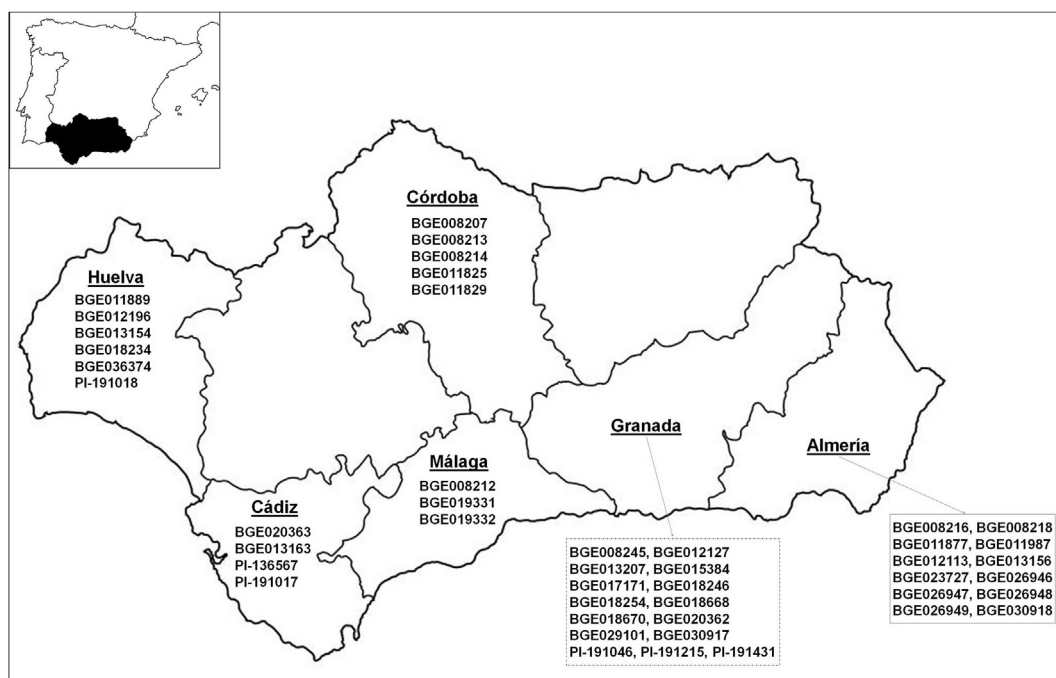 Córdoba
BGE008207
BGE008213
BGE008214
BGE011825
BGE011829
Huelva
BGE011889
BGE012196
BGE013154
BGE018234
BGE036374
PI-191018
Granada
Almería
Málaga
BGE008212
BGE019331
BGE019332
Cádiz
BGE020363
BGE013163
PI-136567
PI-191017
BGE008245, BGE012127
BGE013207, BGE015384
BGE017171, BGE018246
BGE018254, BGE018668
BGE018670, BGE020362
BGE029101, BGE030917
PI-191046, PI-191215, PI-191431
BGE008216, BGE008218
BGE011877, BGE011987
BGE012113, BGE013156
BGE023727, BGE026946
BGE026947, BGE026948
BGE026949, BGE030918